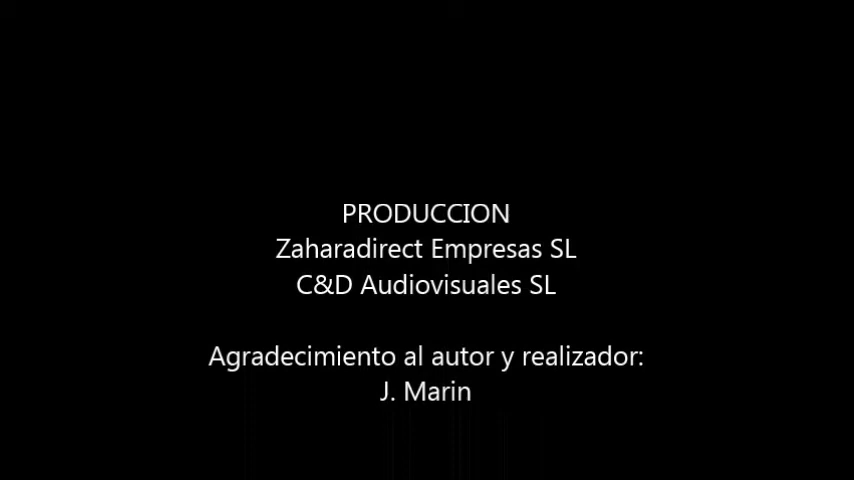 PRODUCCION
Zaharadirect Empresas SL
C&D Audiovisuales SL
Agradecimiento al autor y realizador:
J. Marin